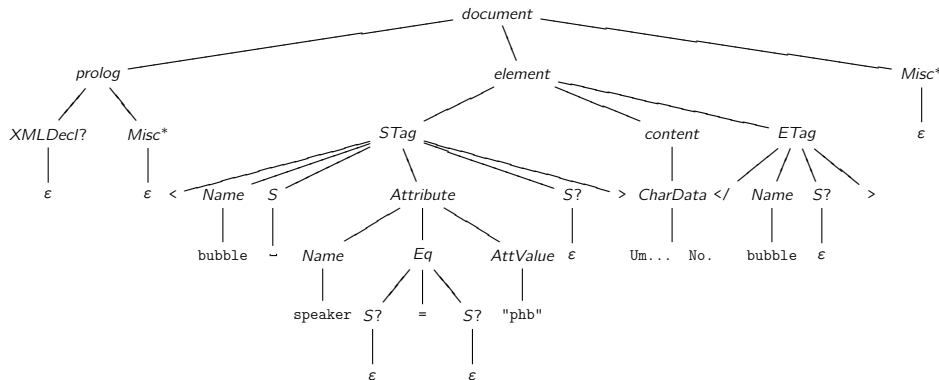 document
prolog element Misc*
XMLDecl? Misc* STag content ETag ε
ε ε < Name S Attribute S? > CharData </ Name S? >
bubble ␣ Name Eq AttValue ε Um... No. bubble ε
speaker S? = S? "phb"
ε ε